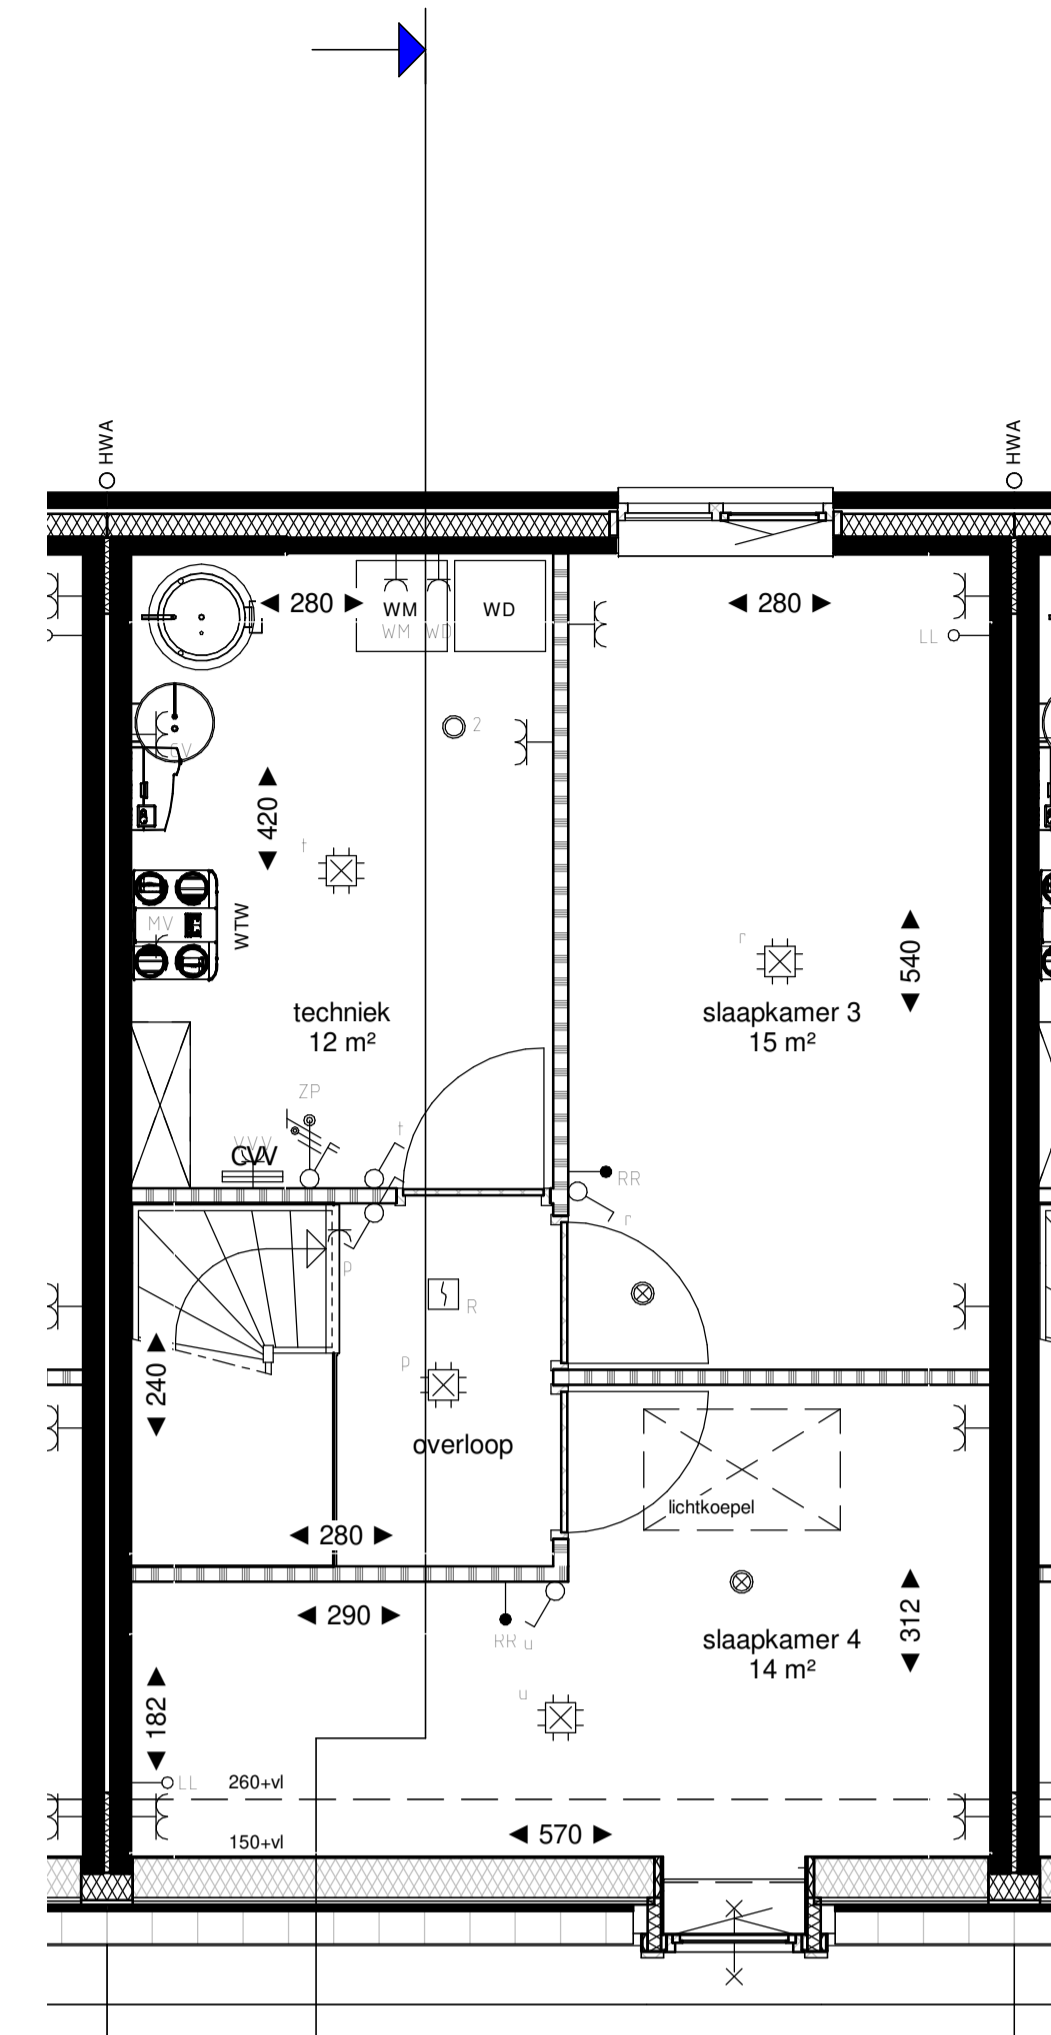 HWA
HWA
280
WM
WD
280
WM
WD
LL
2
CV
420
t
MV
WTW
r
540
techniek
12 m²
slaapkamer 3
15 m²
ZP
t
CVV
RR
r
p
R
240
p
overloop
lichtkoepel
280
290
RR
u
slaapkamer 4
14 m²
312
182
u
LL
260+vl
150+vl
570